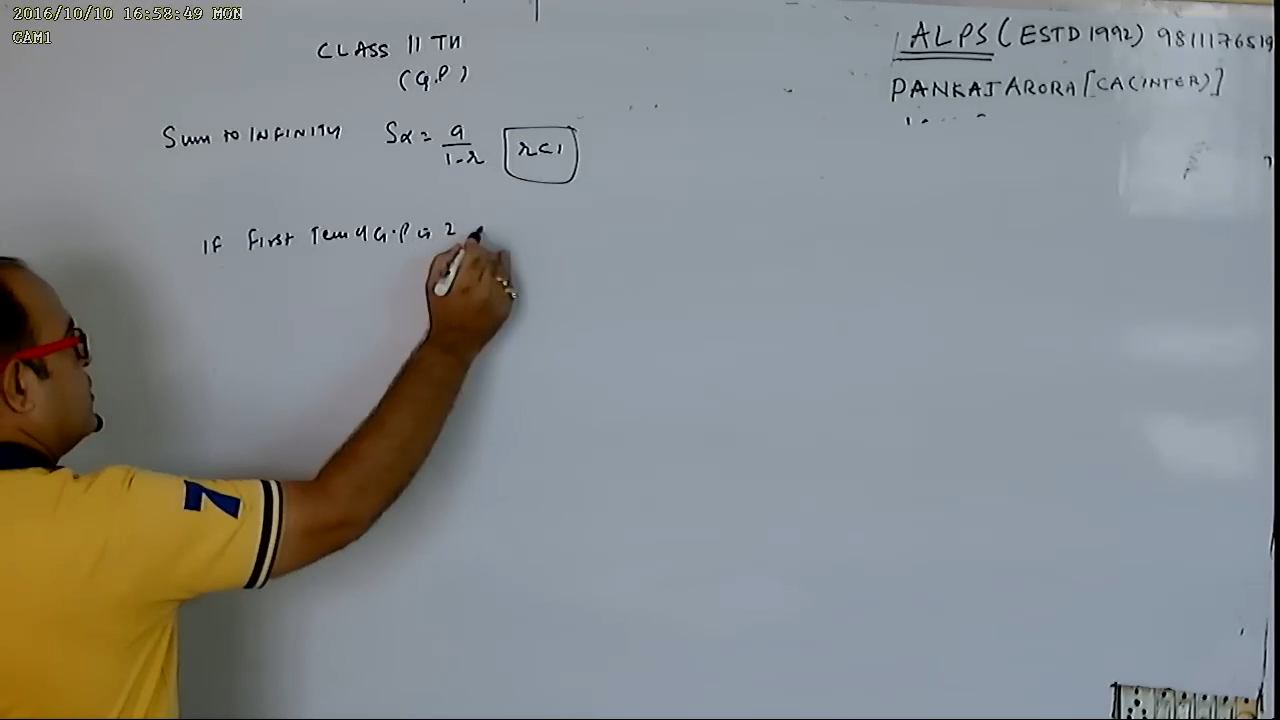 2016/10/10 16:58:49 MON
CAM1
CLASS 11 TH
(G.P)
ALPS (ESTD 1992) 9811176519
PANKAJ ARORA [CA(INTER)]
Sum to INFINITY S∝ = a/1-r r<1
If first Term of G.P is 2
7